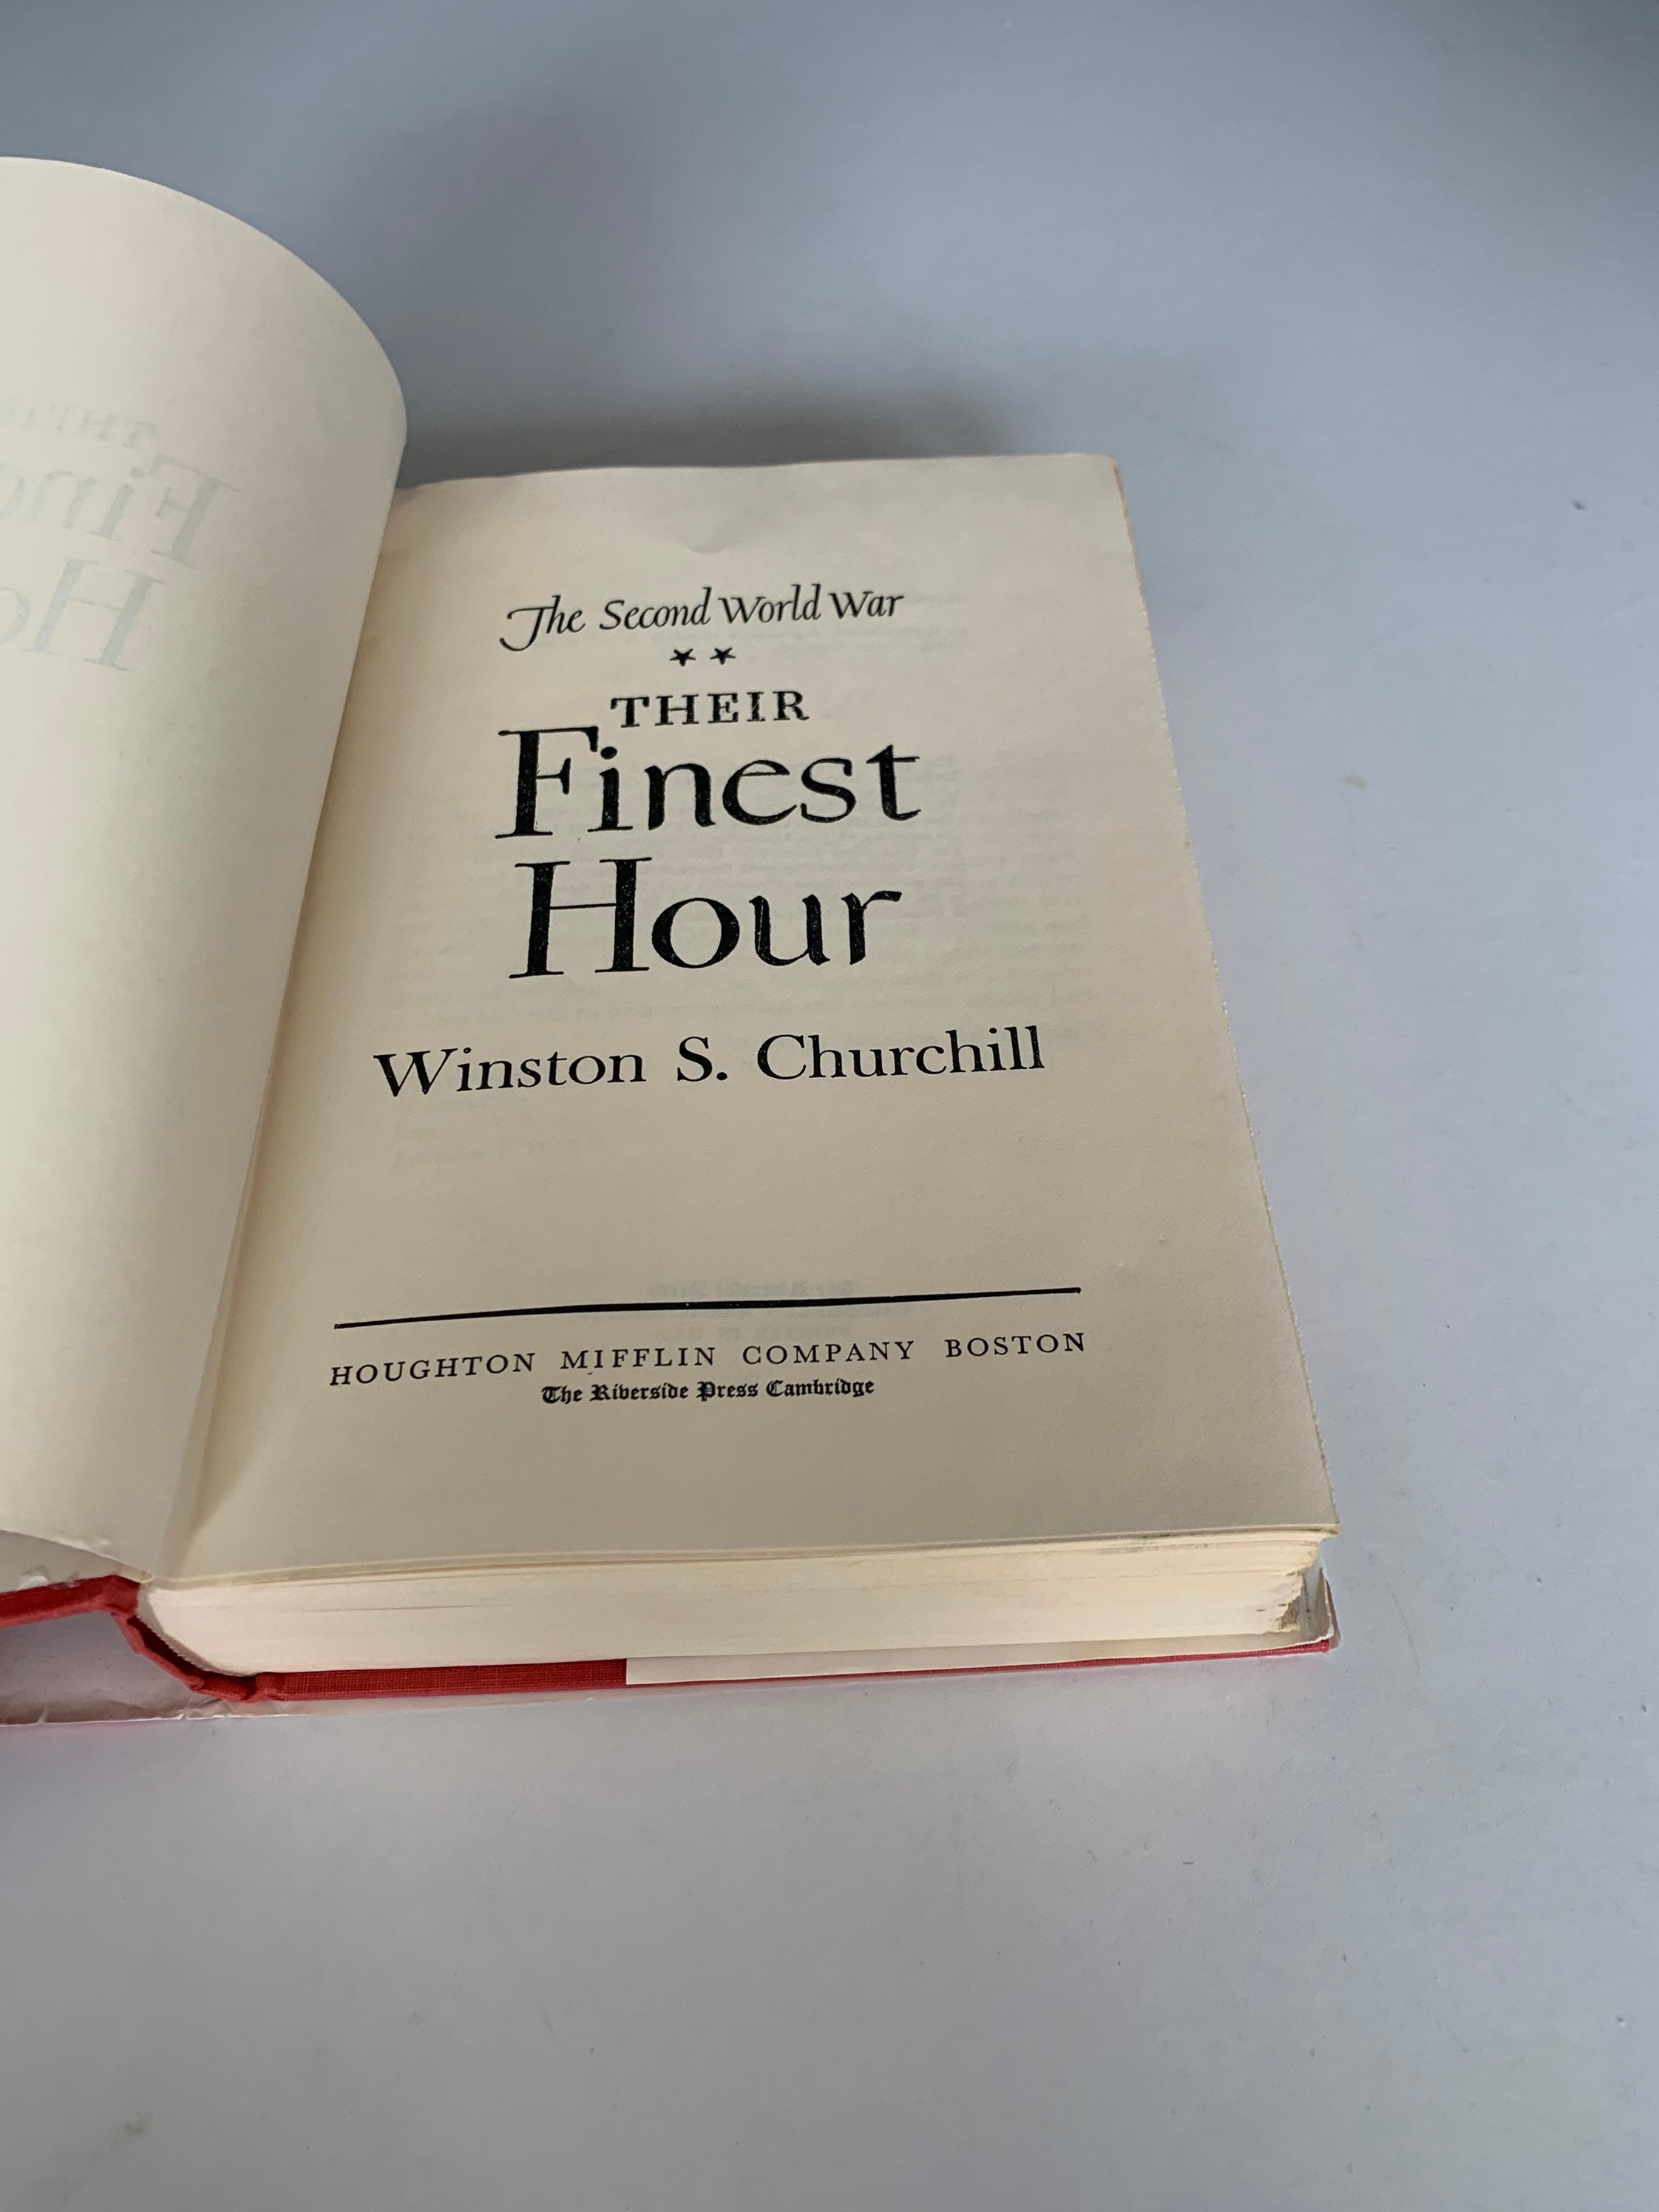 The Second World War
★ ★
THEIR
Finest
Hour
Winston S. Churchill
HOUGHTON MIFFLIN COMPANY BOSTON
The Riverside Press Cambridge